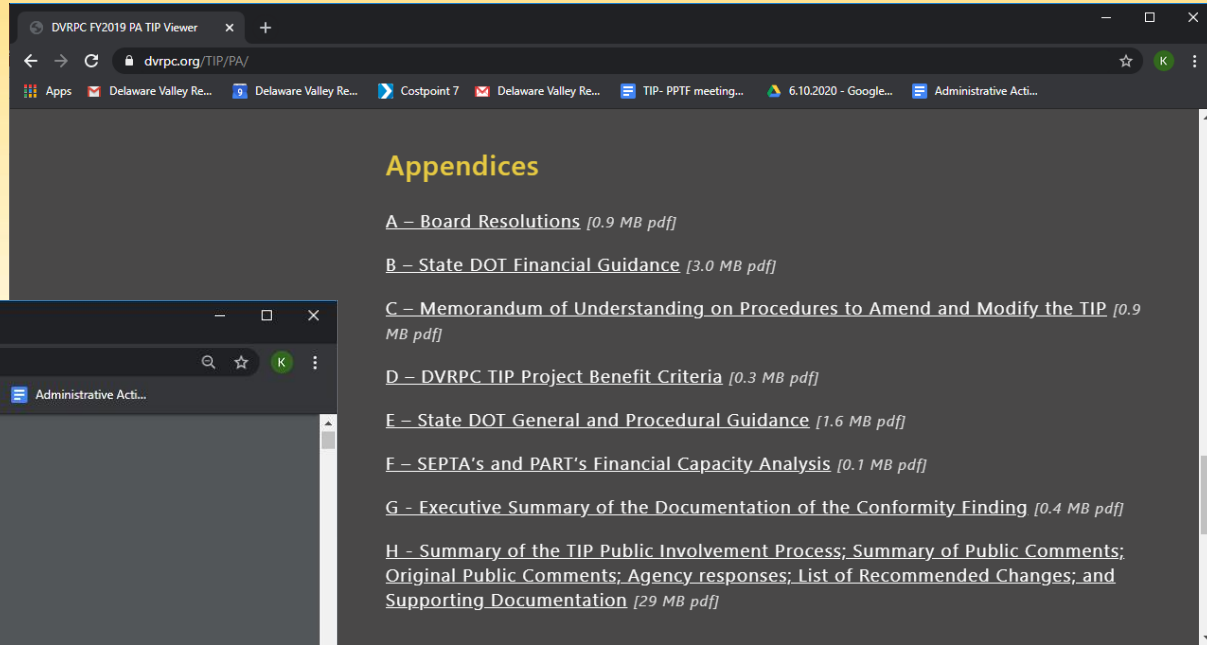 DVRPC FY2019 PA TIP Viewer
dvrpc.org/TIP/PA/
K
Apps Delaware Valley Re... 9 Delaware Valley Re... Costpoint 7 Delaware Valley Re... TIP- PPTF meeting... 6.10.2020 - Google... Administrative Acti...
Appendices
A – Board Resolutions [0.9 MB pdf]
B – State DOT Financial Guidance [3.0 MB pdf]
C – Memorandum of Understanding on Procedures to Amend and Modify the TIP [0.9
MB pdf]
D – DVRPC TIP Project Benefit Criteria [0.3 MB pdf]
E – State DOT General and Procedural Guidance [1.6 MB pdf]
F – SEPTA's and PART's Financial Capacity Analysis [0.1 MB pdf]
G - Executive Summary of the Documentation of the Conformity Finding [0.4 MB pdf]
H - Summary of the TIP Public Involvement Process; Summary of Public Comments;
Original Public Comments; Agency responses; List of Recommended Changes; and
Supporting Documentation [29 MB pdf]
K
Administrative Acti...